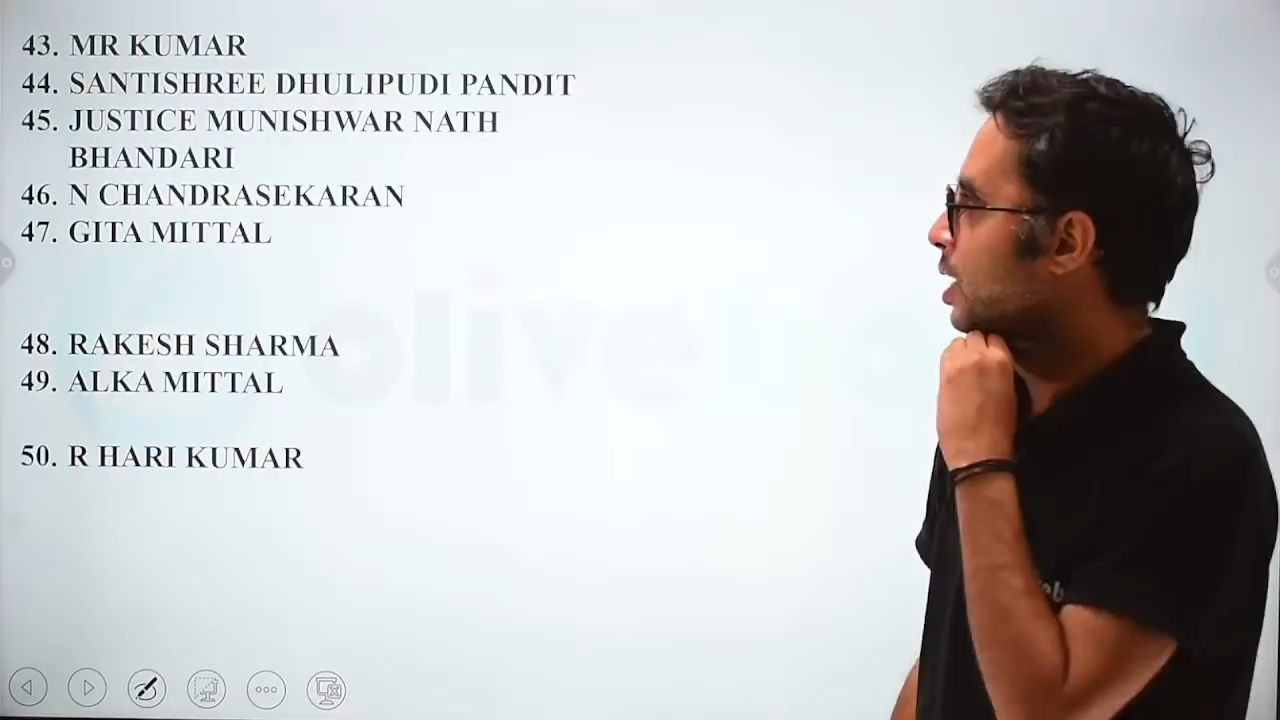 43. MR KUMAR
44. SANTISHREE DHULIPUDI PANDIT
45. JUSTICE MUNISHWAR NATH
BHANDARI
46. N CHANDRASEKARAN
47. GITA MITTAL
48. RAKESH SHARMA
49. ALKA MITTAL
50. R HARI KUMAR